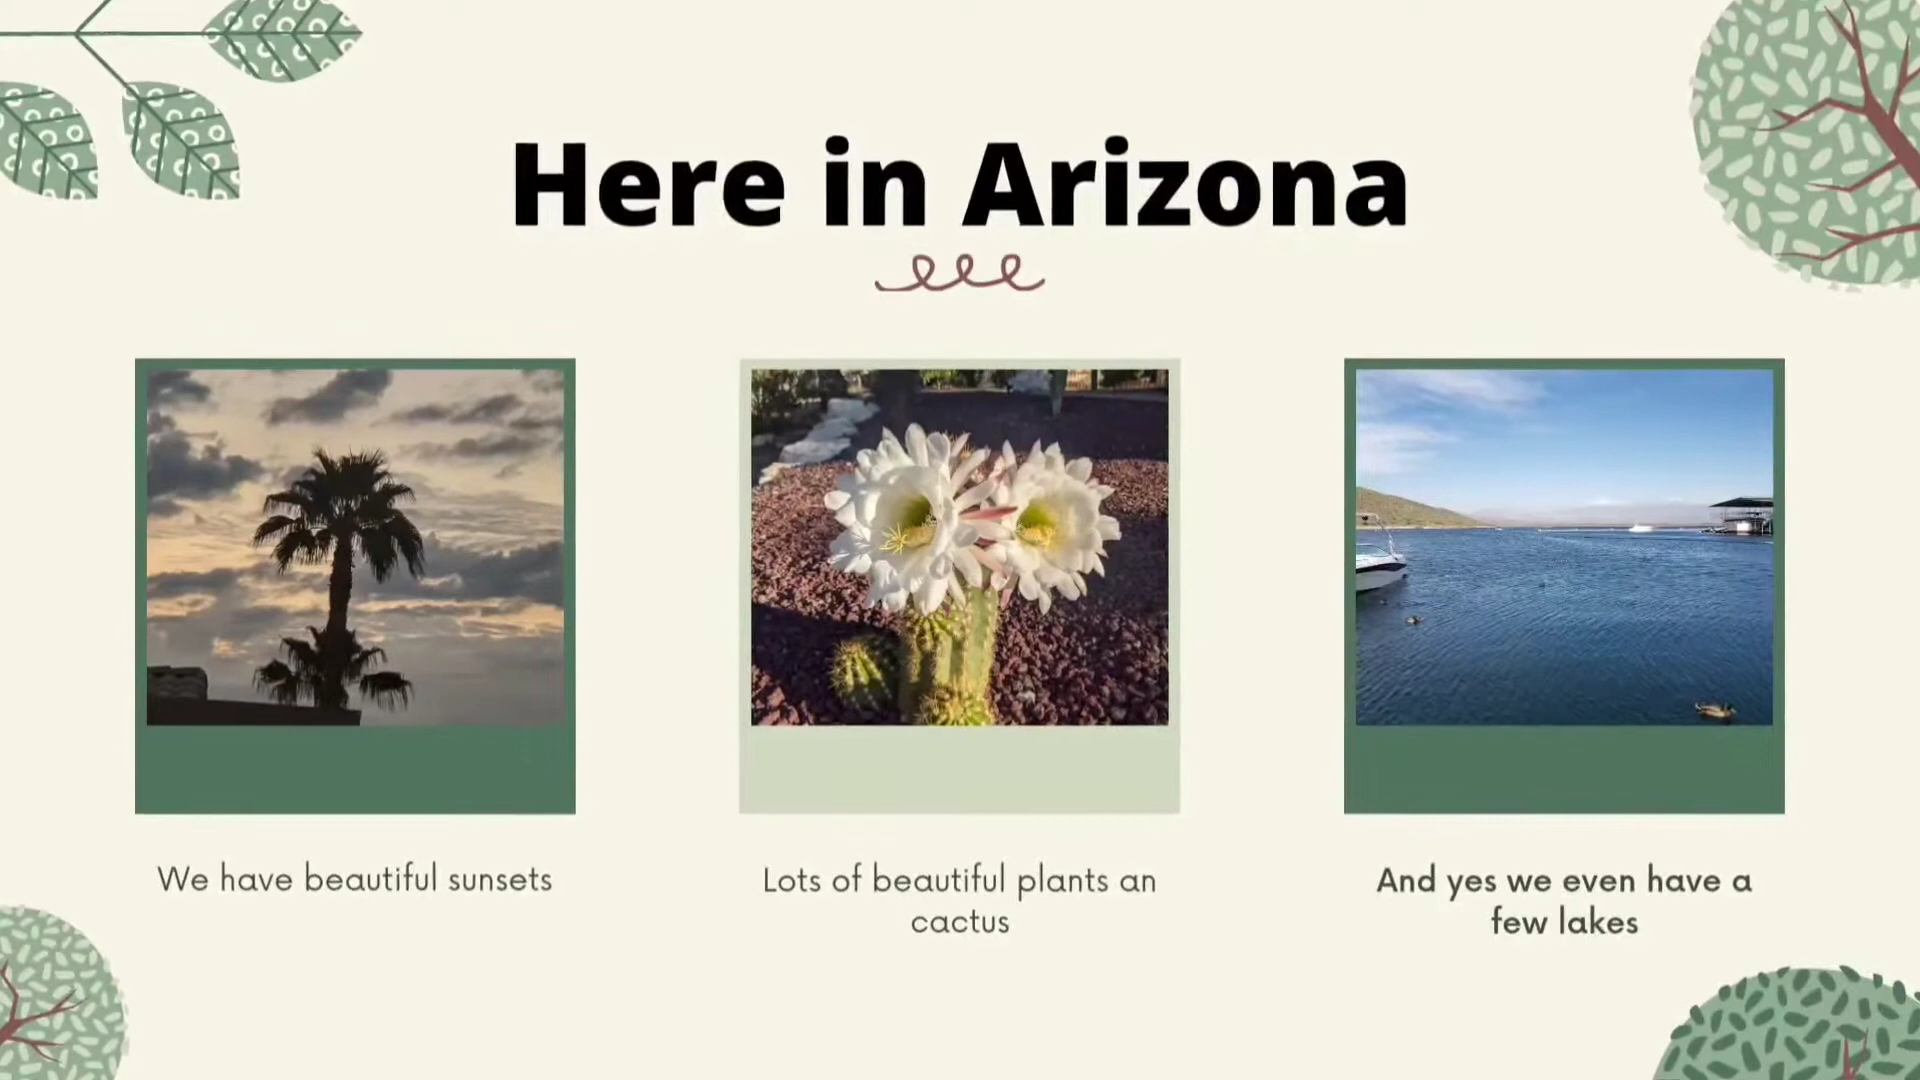 Here in Arizona
We have beautiful sunsets
Lots of beautiful plants an
cactus
And yes we even have a
few lakes